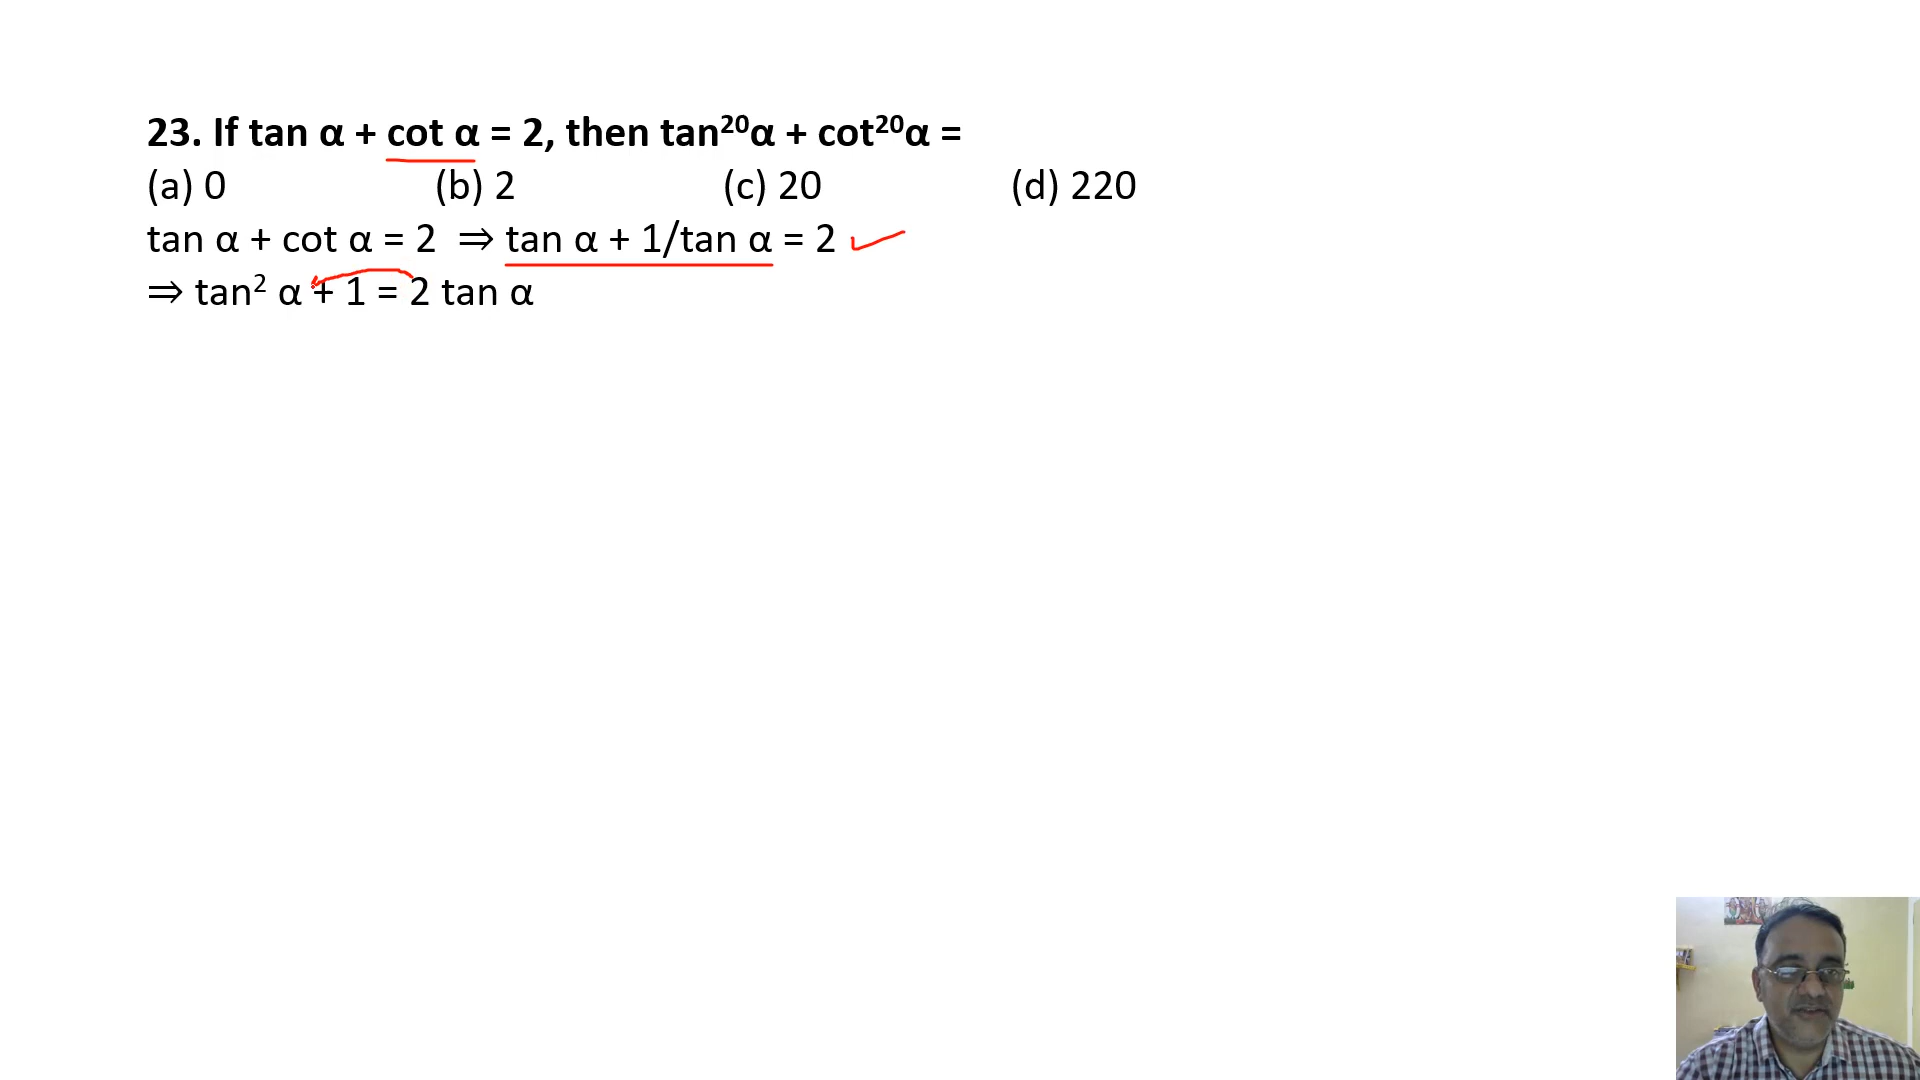 23. If tan α + cot α = 2, then tan²⁰α + cot²⁰α =
(a) 0 (b) 2 (c) 20 (d) 220
tan α + cot α = 2 ⇒ tan α + 1/tan α = 2
⇒ tan² α + 1 = 2 tan α